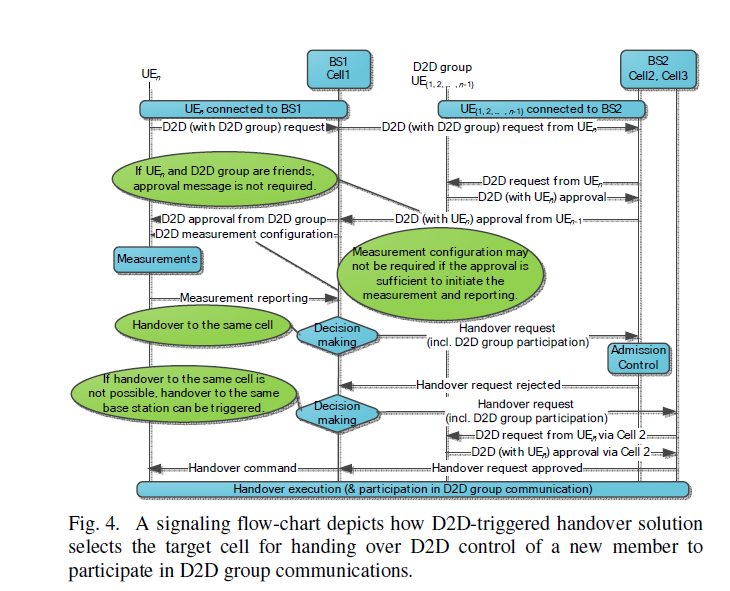 UEn
BS1
Cell1
D2D group
UE(1,2,... ,n-1)
BS2
Cell2, Cell3
UEn connected to BS1
UE(1,2,... ,n-1) connected to BS2
D2D (with D2D group) request
D2D (with D2D group) request from UEn
If UEn and D2D group are friends,
approval message is not required.
D2D request from UEn
D2D (with UEn) approval
D2D approval from D2D group
D2D (with UEn) approval from UEn-1
D2D measurement configuration
Measurements
Measurement configuration may
not be required if the approval is
sufficient to initiate the
measurement and reporting.
Measurement reporting
Handover to the same cell
Decision
making
Handover request
(incl. D2D group participation)
Admission
Control
If handover to the same cell is
not possible, handover to the same
base station can be triggered.
Handover request rejected
Decision
making
Handover request
(incl. D2D group participation)
D2D request from UEn via Cell 2
D2D (with UEn) approval via Cell 2
Handover command
Handover request approved
Handover execution (& participation in D2D group communication)
Fig. 4. A signaling flow-chart depicts how D2D-triggered handover solution
selects the target cell for handing over D2D control of a new member to
participate in D2D group communications.